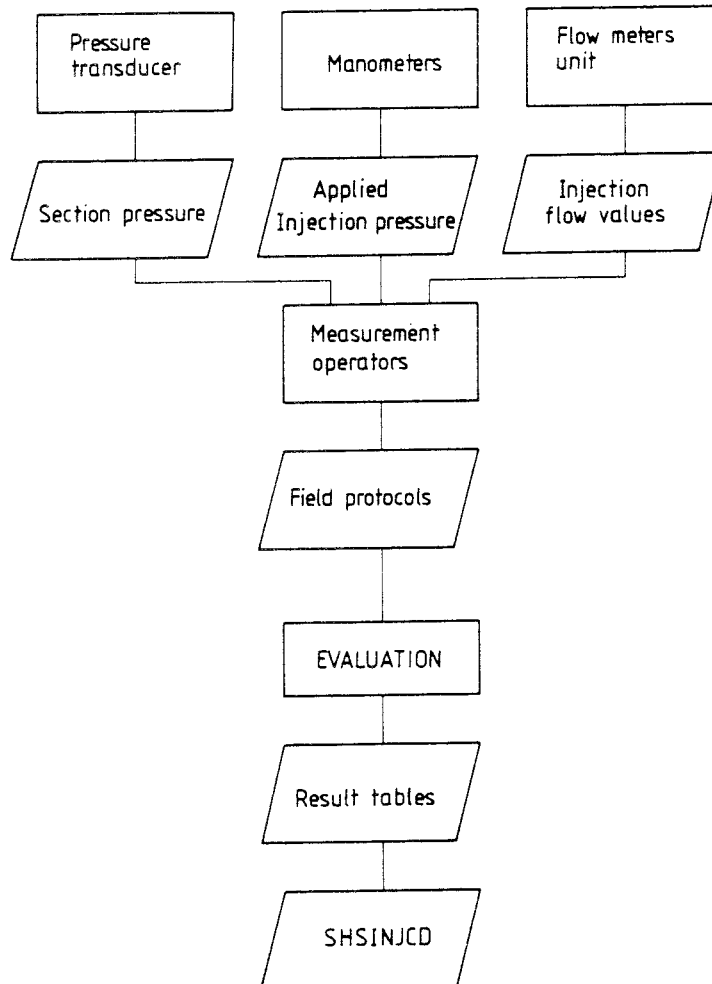 Pressure
transducer
Manometers
Flow meters
unit
Section pressure
Applied
Injection pressure
Injection
flow values
Measurement
operators
Field protocols
EVALUATION
Result tables
SHSINJCD